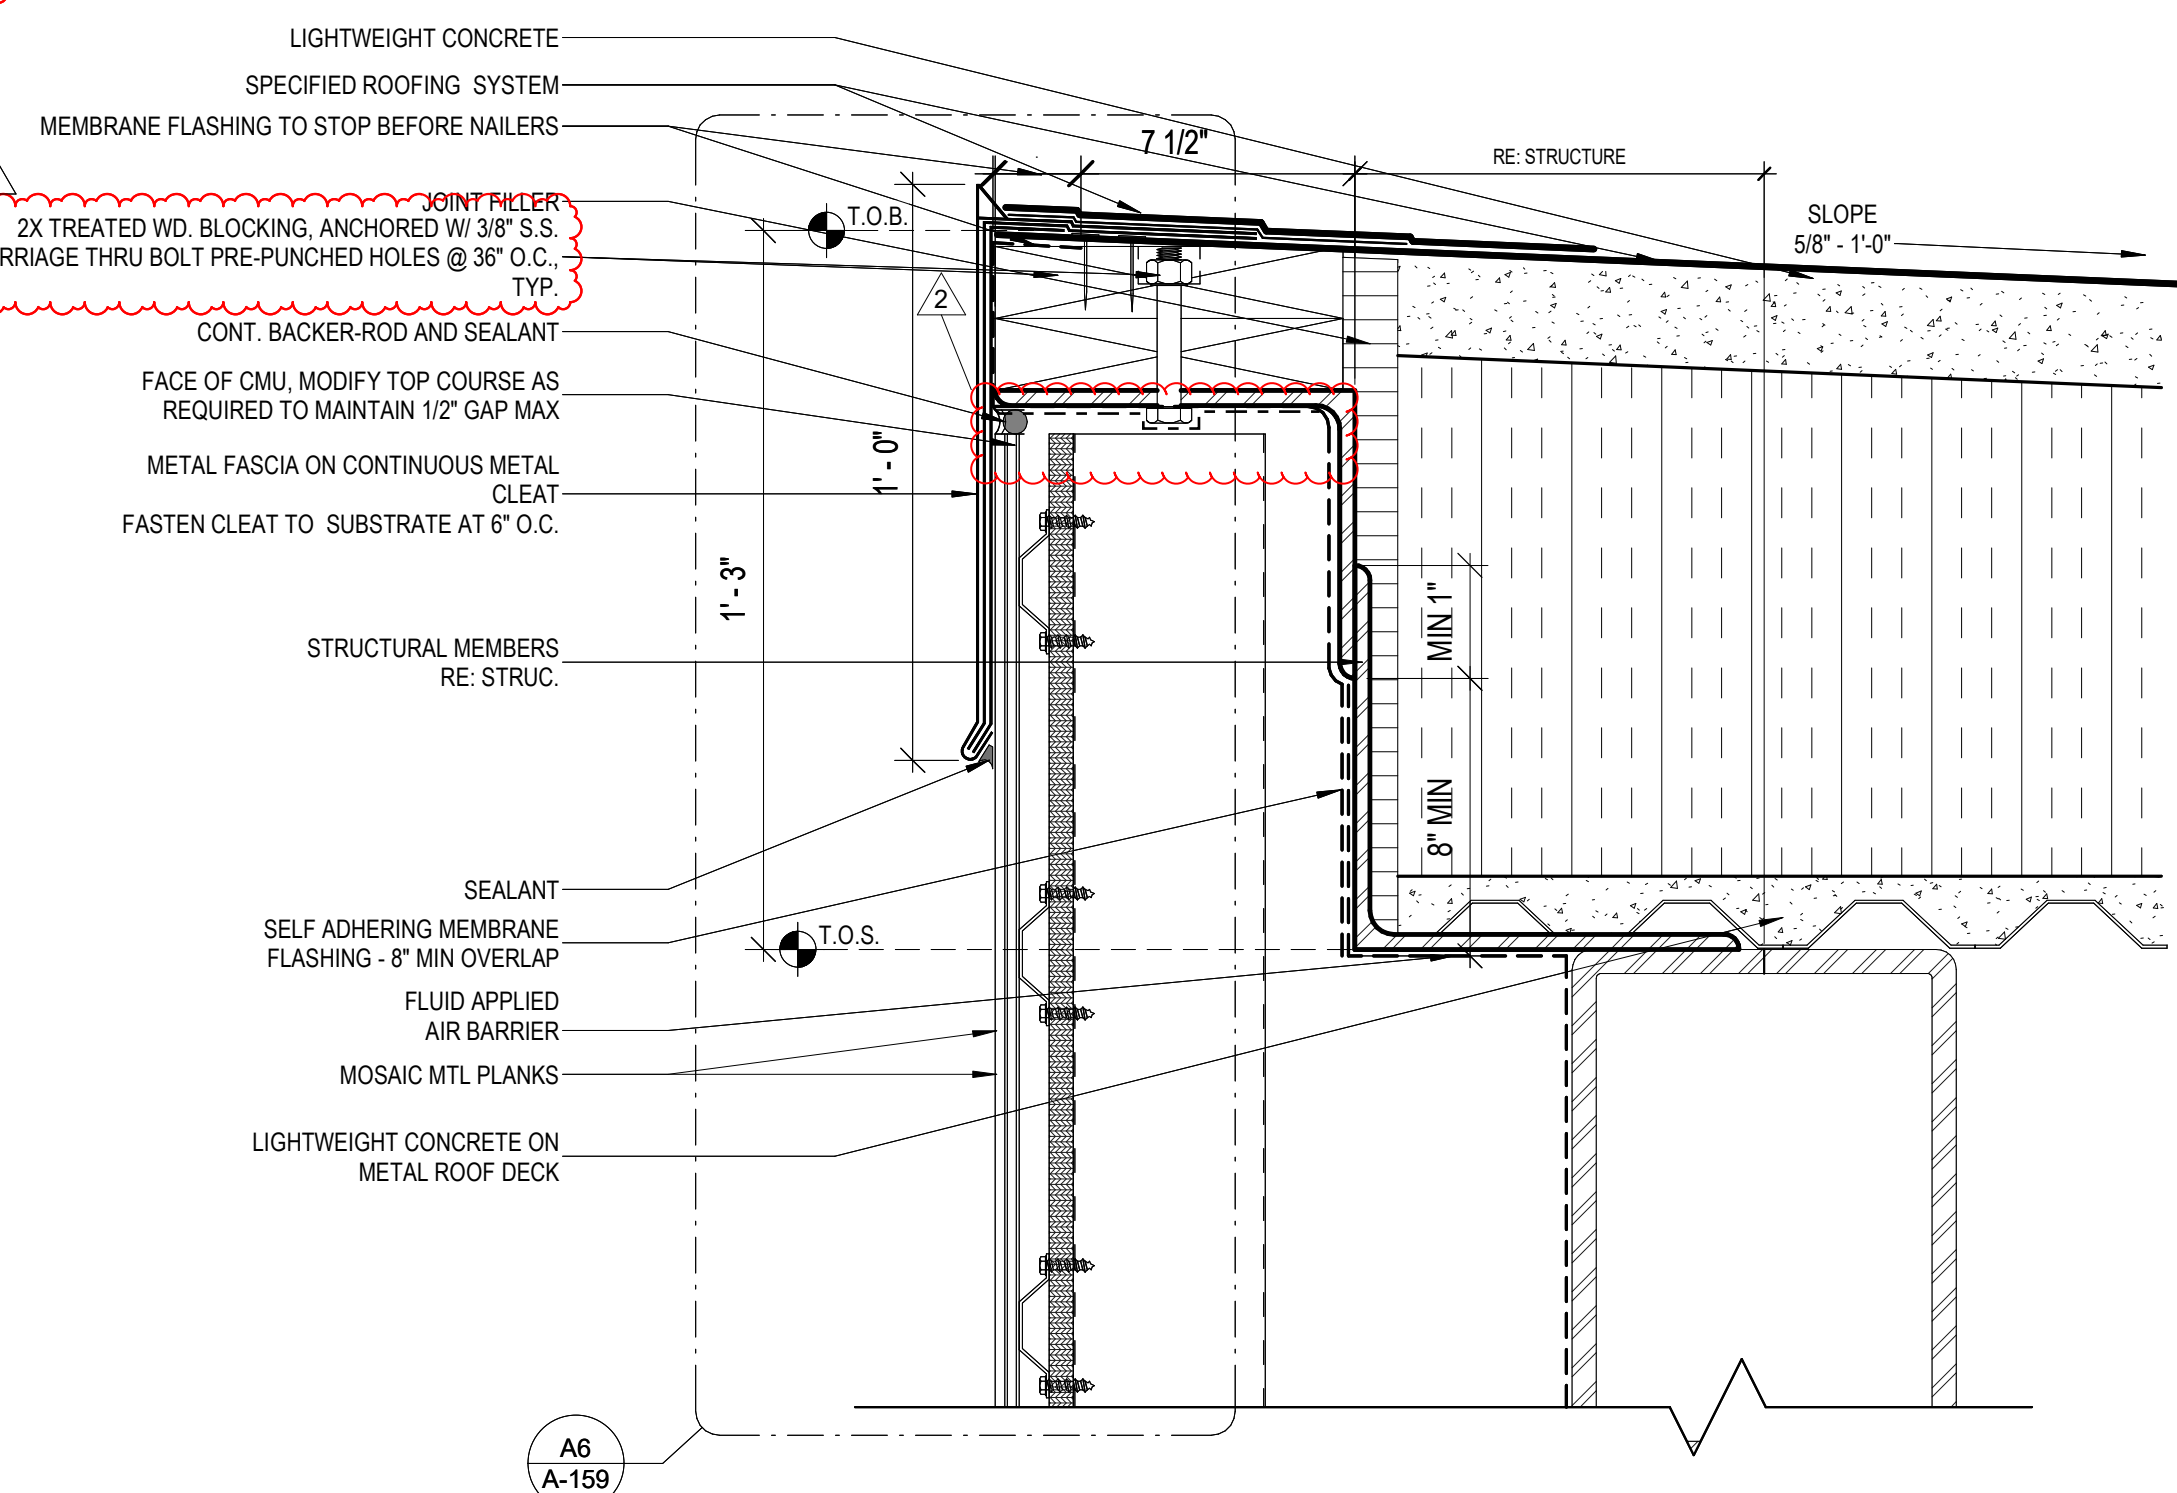 LIGHTWEIGHT CONCRETE
SPECIFIED ROOFING SYSTEM
MEMBRANE FLASHING TO STOP BEFORE NAILERS
JOINT FILLER
2X TREATED WD. BLOCKING, ANCHORED W/ 3/8" S.S.
RRIAGE THRU BOLT PRE-PUNCHED HOLES @ 36" O.C.,
TYP.
CONT. BACKER-ROD AND SEALANT
FACE OF CMU, MODIFY TOP COURSE AS
REQUIRED TO MAINTAIN 1/2" GAP MAX
METAL FASCIA ON CONTINUOUS METAL
CLEAT
FASTEN CLEAT TO SUBSTRATE AT 6" O.C.
STRUCTURAL MEMBERS
RE: STRUC.
SEALANT
SELF ADHERING MEMBRANE
FLASHING - 8" MIN OVERLAP
FLUID APPLIED
AIR BARRIER
MOSAIC MTL PLANKS
LIGHTWEIGHT CONCRETE ON
METAL ROOF DECK
7 1/2"
RE: STRUCTURE
SLOPE
5/8" - 1'-0"
T.O.B.
2
1' - 0"
1' - 3"
MIN 1"
8" MIN
T.O.S.
A6
A-159